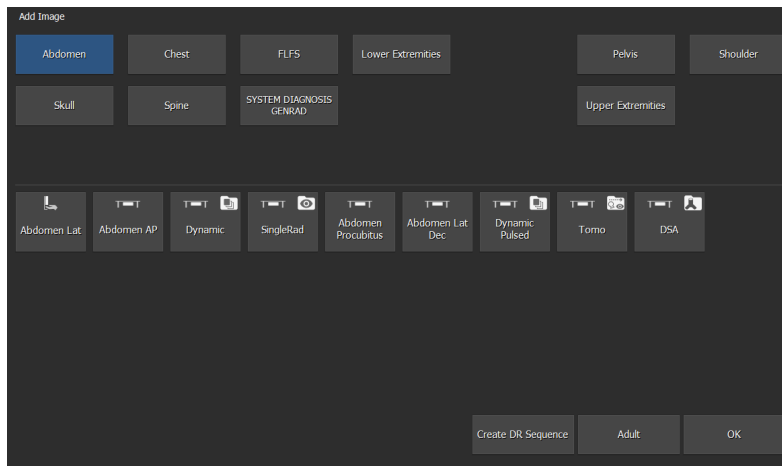 Add Image
Abdomen
Chest
FLFS
Lower Extremities
Pelvis
Shoulder
Skull
Spine
SYSTEM DIAGNOSIS
GENRAD
Upper Extremities
Abdomen Lat
Abdomen AP
Dynamic
SingleRad
Abdomen
Procubitus
Abdomen Lat
Dec
Dynamic
Pulsed
Tomo
DSA
Create DR Sequence
Adult
OK